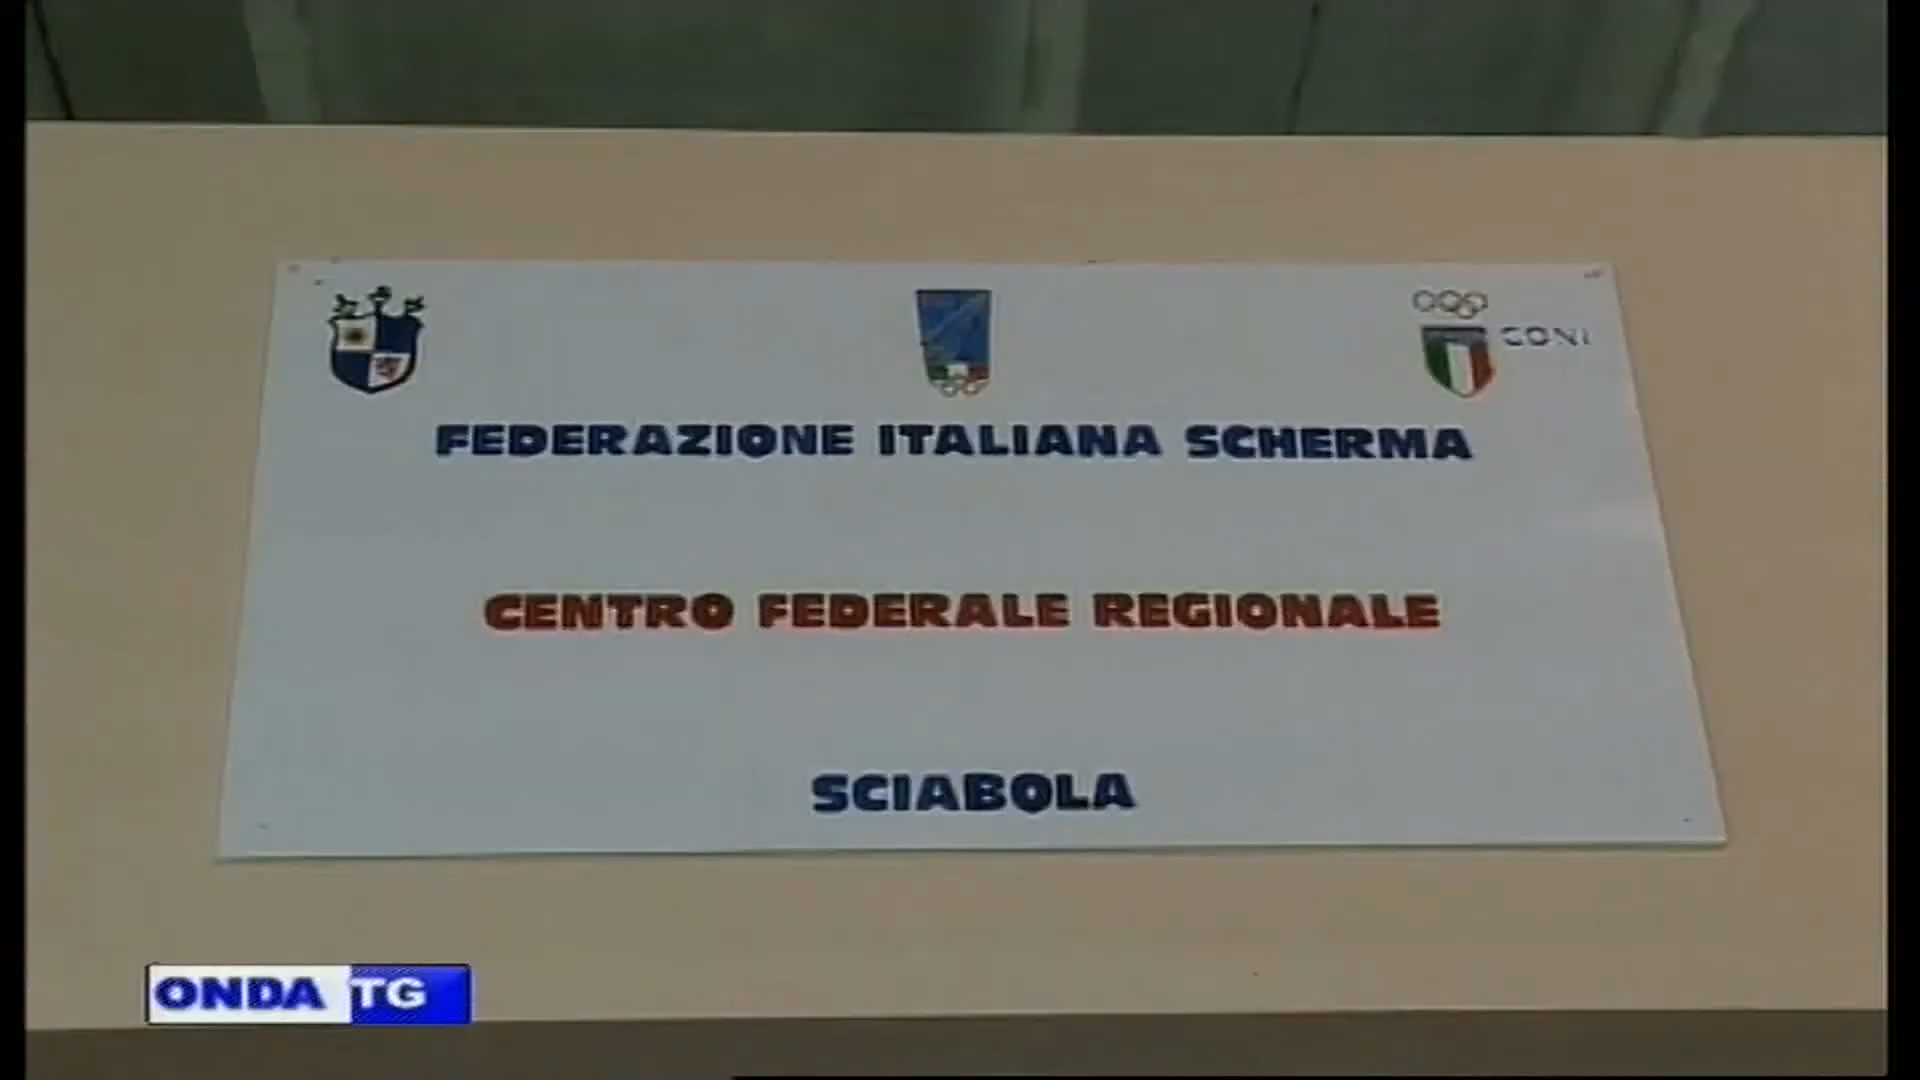 CONI
FEDERAZIONE ITALIANA SCHERMA
CENTRO FEDERALE REGIONALE
SCIABOLA
ONDA TG